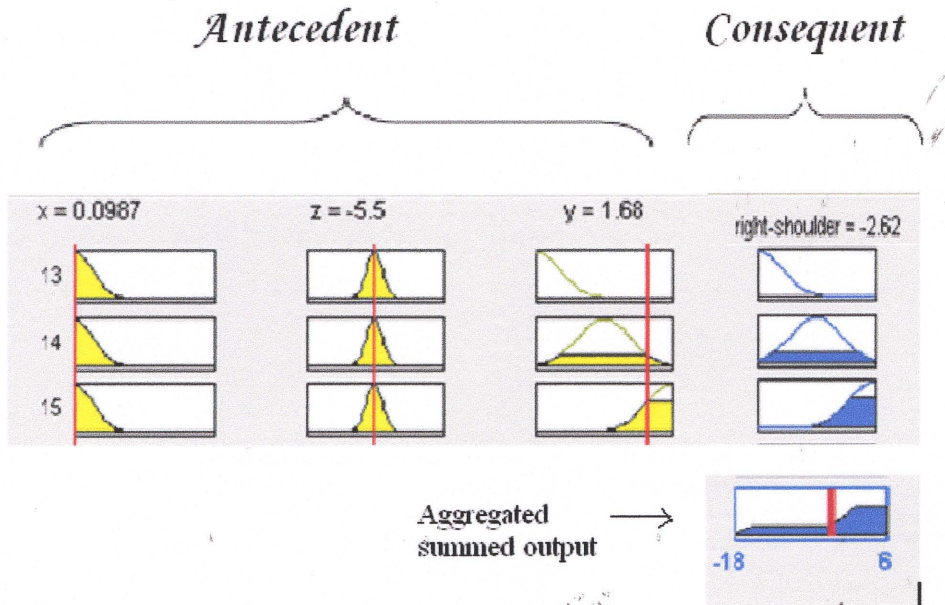 Antecedent Consequent
x = 0.0987 z = -5.5 y = 1.68 right-shoulder = -2.62
13
14
15
Aggregated
summed output
-18 6